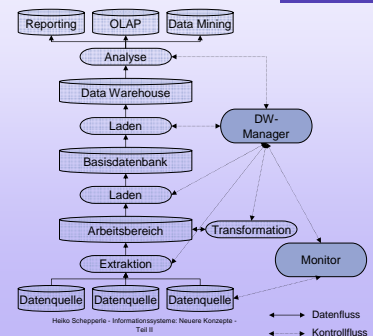 Reporting
OLAP
Data Mining
Analyse
Data Warehouse
Laden
DW-
Manager
Basisdatenbank
Laden
Arbeitsbereich
Transformation
Extraktion
Monitor
Datenquelle
Datenquelle
Datenquelle
Heiko Schepperle - Informationssysteme: Neuere Konzepte -
Teil II
Datenfluss
Kontrollfluss